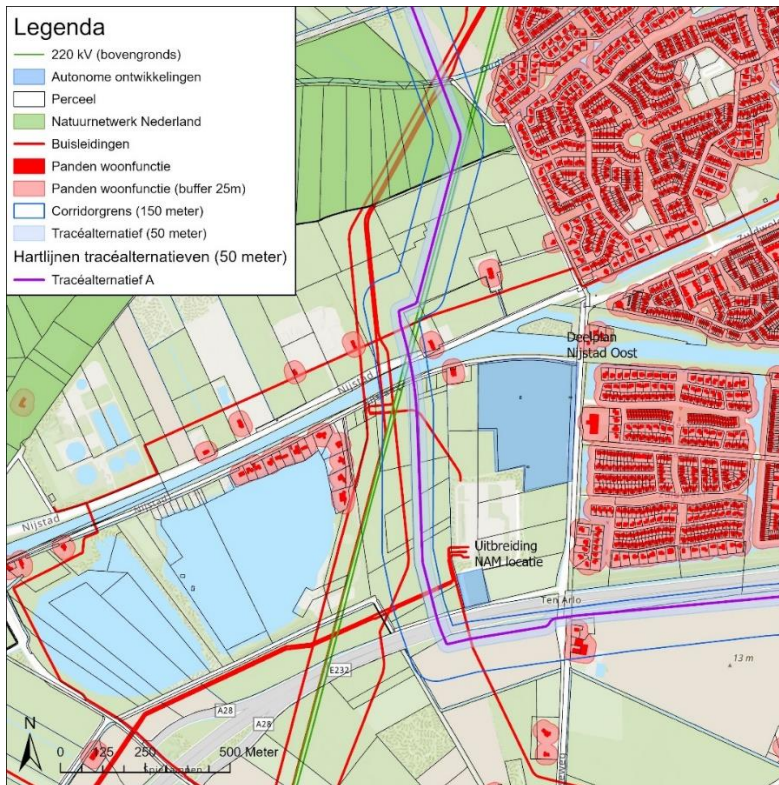 Legenda
220 kV (bovengronds)
Autonome ontwikkelingen
Perceel
Natuurnetwerk Nederland
Buisleidingen
Panden woonfunctie
Panden woonfunctie (buffer 25m)
Corridorgrens (150 meter)
Tracéalternatief (50 meter)
Hartlijnen tracéalternatieven (50 meter)
Tracéalternatief A
Deelplan
Nijstad Oost
Nijstad
Nijstad
Nijstad
Uitbreiding
NAM locatie
Ten Arlo
13 m
E232
A28
A28
N
0 125 250 500 Meter